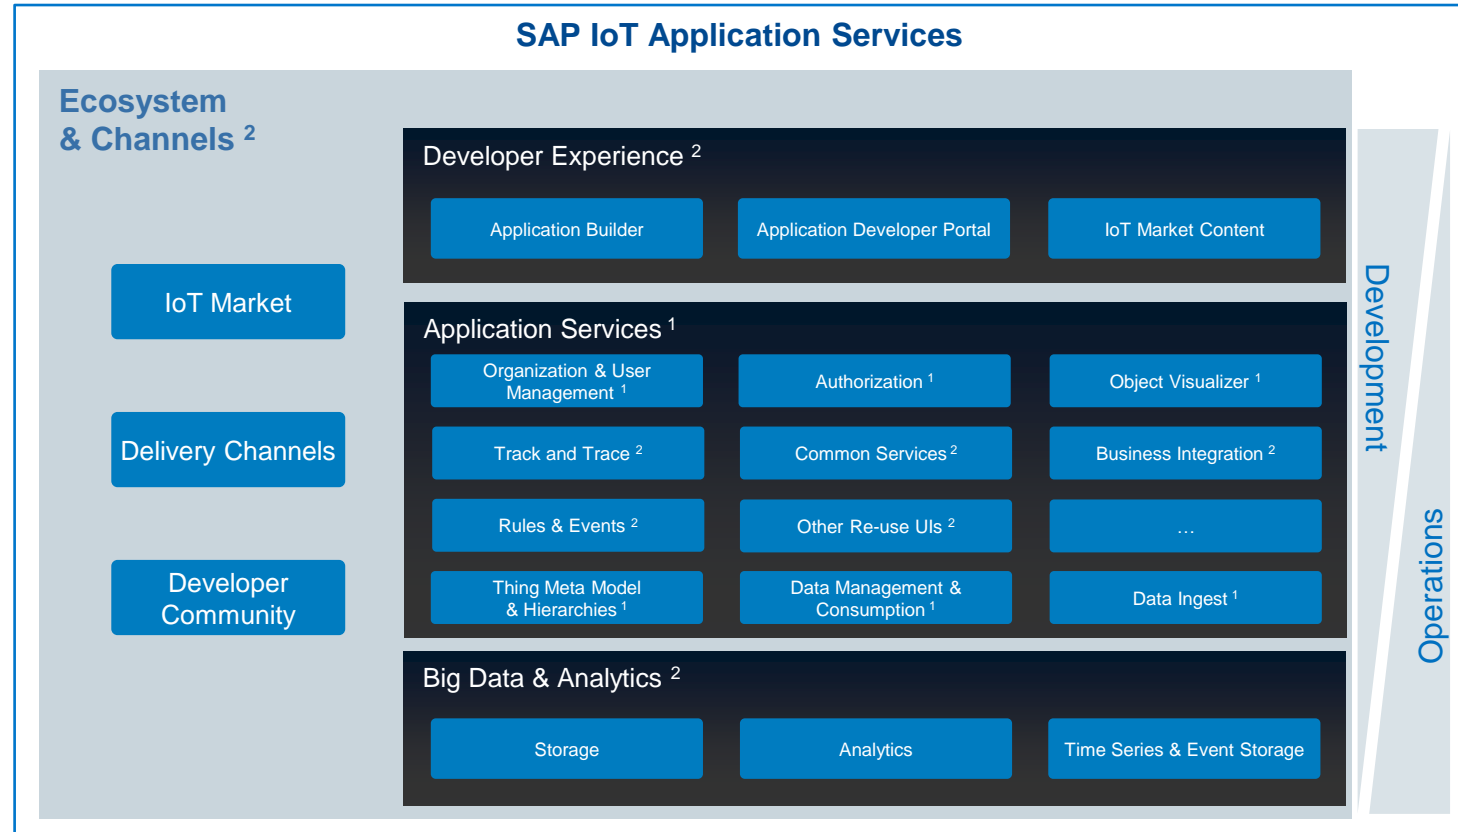 SAP IoT Application Services
Ecosystem
& Channels ²
IoT Market
Delivery Channels
Developer
Community
Developer Experience ²
Application Builder
Application Developer Portal
IoT Market Content
Application Services ¹
Organization & User
Management ¹
Authorization ¹
Object Visualizer ¹
Track and Trace ²
Common Services ²
Business Integration ²
Rules & Events ²
Other Re-use UIs ²
…
Thing Meta Model
& Hierarchies ¹
Data Management &
Consumption ¹
Data Ingest ¹
Big Data & Analytics ²
Storage
Analytics
Time Series & Event Storage
Development
Operations